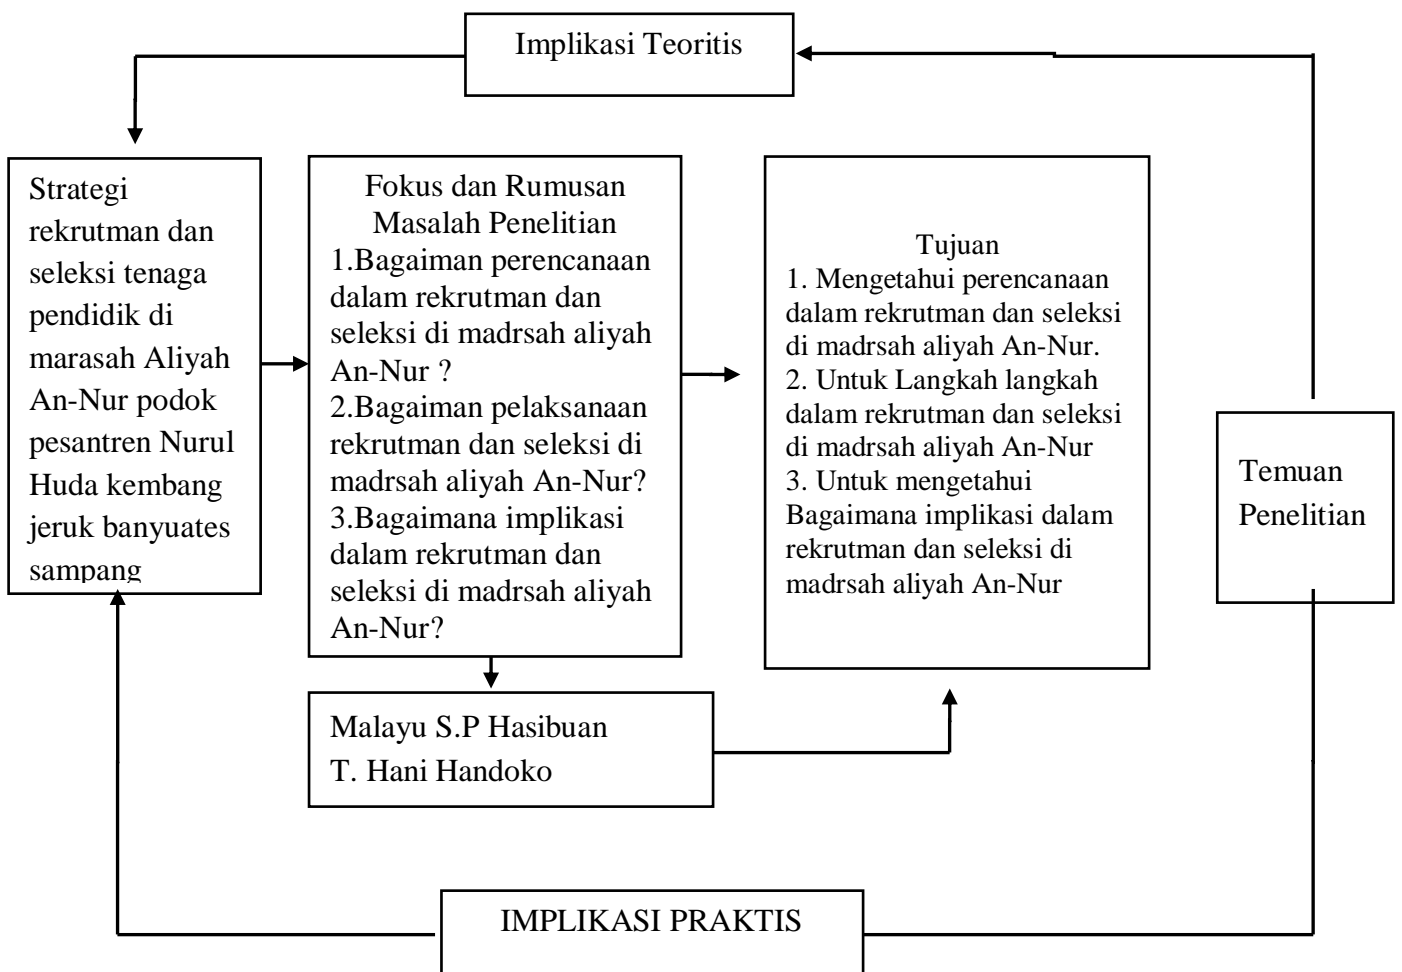 Implikasi Teoritis
Strategi
rekrutman dan
seleksi tenaga
pendidik di
marasah Aliyah
An-Nur podok
pesantren Nurul
Huda kembang
jeruk banyuates
sampang
Fokus dan Rumusan
Masalah Penelitian
1.Bagaiman perencanaan
dalam rekrutman dan
seleksi di madrsah aliyah
An-Nur ?
2.Bagaiman pelaksanaan
rekrutman dan seleksi di
madrsah aliyah An-Nur?
3.Bagaimana implikasi
dalam rekrutman dan
seleksi di madrsah aliyah
An-Nur?
Tujuan
1. Mengetahui perencanaan
dalam rekrutman dan seleksi
di madrsah aliyah An-Nur.
2. Untuk Langkah langkah
dalam rekrutman dan seleksi
di madrsah aliyah An-Nur
3. Untuk mengetahui
Bagaimana implikasi dalam
rekrutman dan seleksi di
madrsah aliyah An-Nur
Temuan
Penelitian
Malayu S.P Hasibuan
T. Hani Handoko
IMPLIKASI PRAKTIS